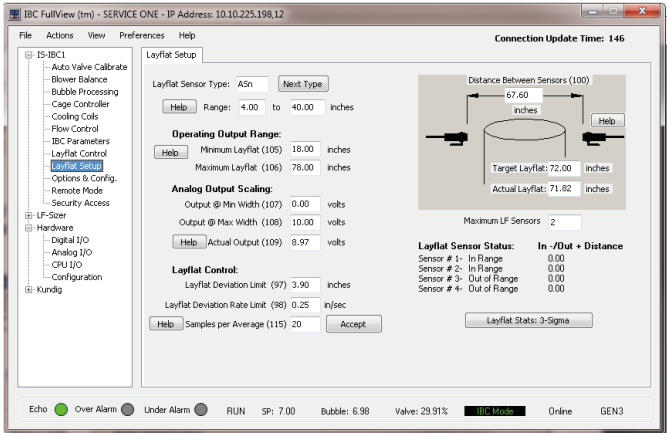 IBC FullView (tm) - SERVICE ONE - IP Address: 10.10.225.198,12
File Actions View Preferences Help
Connection Update Time: 146
IS-IBC1
Auto Valve Calibrate
Blower Balance
Bubble Processing
Cage Controller
Cooling Coils
Flow Control
IBC Parameters
Layflat Control
Layflat Setup
Options & Config.
Remote Mode
Security Access
LF-Sizer
Hardware
Digital I/O
Analog I/O
CPU I/O
Configuration
Kundig
Layflat Setup
Layflat Sensor Type: A5n Next Type
Help Range: 4.00 to 40.00 inches
Operating Output Range:
Help Minimum Layflat (105) 18.00 inches
Maximum Layflat (106) 78.00 inches
Analog Output Scaling:
Output @ Min Width (107) 0.00 volts
Output @ Max Width (108) 10.00 volts
Help Actual Output (109) 8.97 volts
Layflat Control:
Layflat Deviation Limit (97) 3.90 inches
Layflat Deviation Rate Limit (98) 0.25 in/sec
Help Samples per Average (115) 20 Accept
Distance Between Sensors (100)
67.60
inches
Help
Target Layflat: 72.00 inches
Actual Layflat: 71.82 inches
Maximum LF Sensors 2
Layflat Sensor Status: In -/Out + Distance
Sensor # 1- In Range 0.00
Sensor # 2- In Range 0.00
Sensor # 3- Out of Range 0.00
Sensor # 4- Out of Range 0.00
Layflat Stats: 3-Sigma
Echo Over Alarm Under Alarm RUN SP: 7.00 Bubble: 6.98 Valve: 29.91% IBC Mode Online GEN3